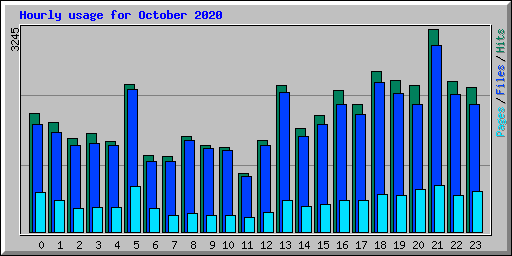 Hourly usage for October 2020
3245
Pages/Files/Hits
0 1 2 3 4 5 6 7 8 9 10 11 12 13 14 15 16 17 18 19 20 21 22 23